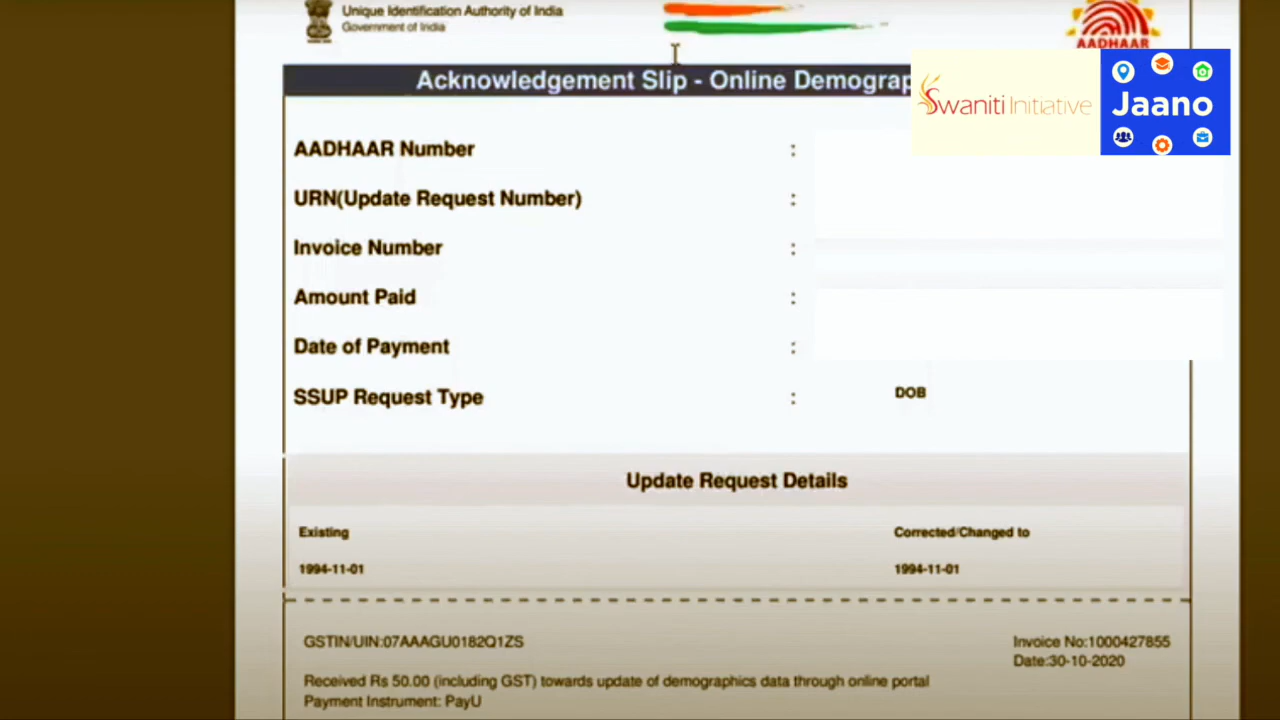 Unique Identification Authority of India
Government of India
AADHAAR
Acknowledgement Slip - Online Demograp
Swaniti Initiative
Jaano
AADHAAR Number :
URN(Update Request Number) :
Invoice Number :
Amount Paid :
Date of Payment :
SSUP Request Type : DOB
Update Request Details
Existing Corrected/Changed to
1994-11-01 1994-11-01
GSTIN/UIN:07AAAGU0182Q1ZS Invoice No:1000427855
Date:30-10-2020
Received Rs 50.00 (including GST) towards update of demographics data through online portal
Payment Instrument: PayU